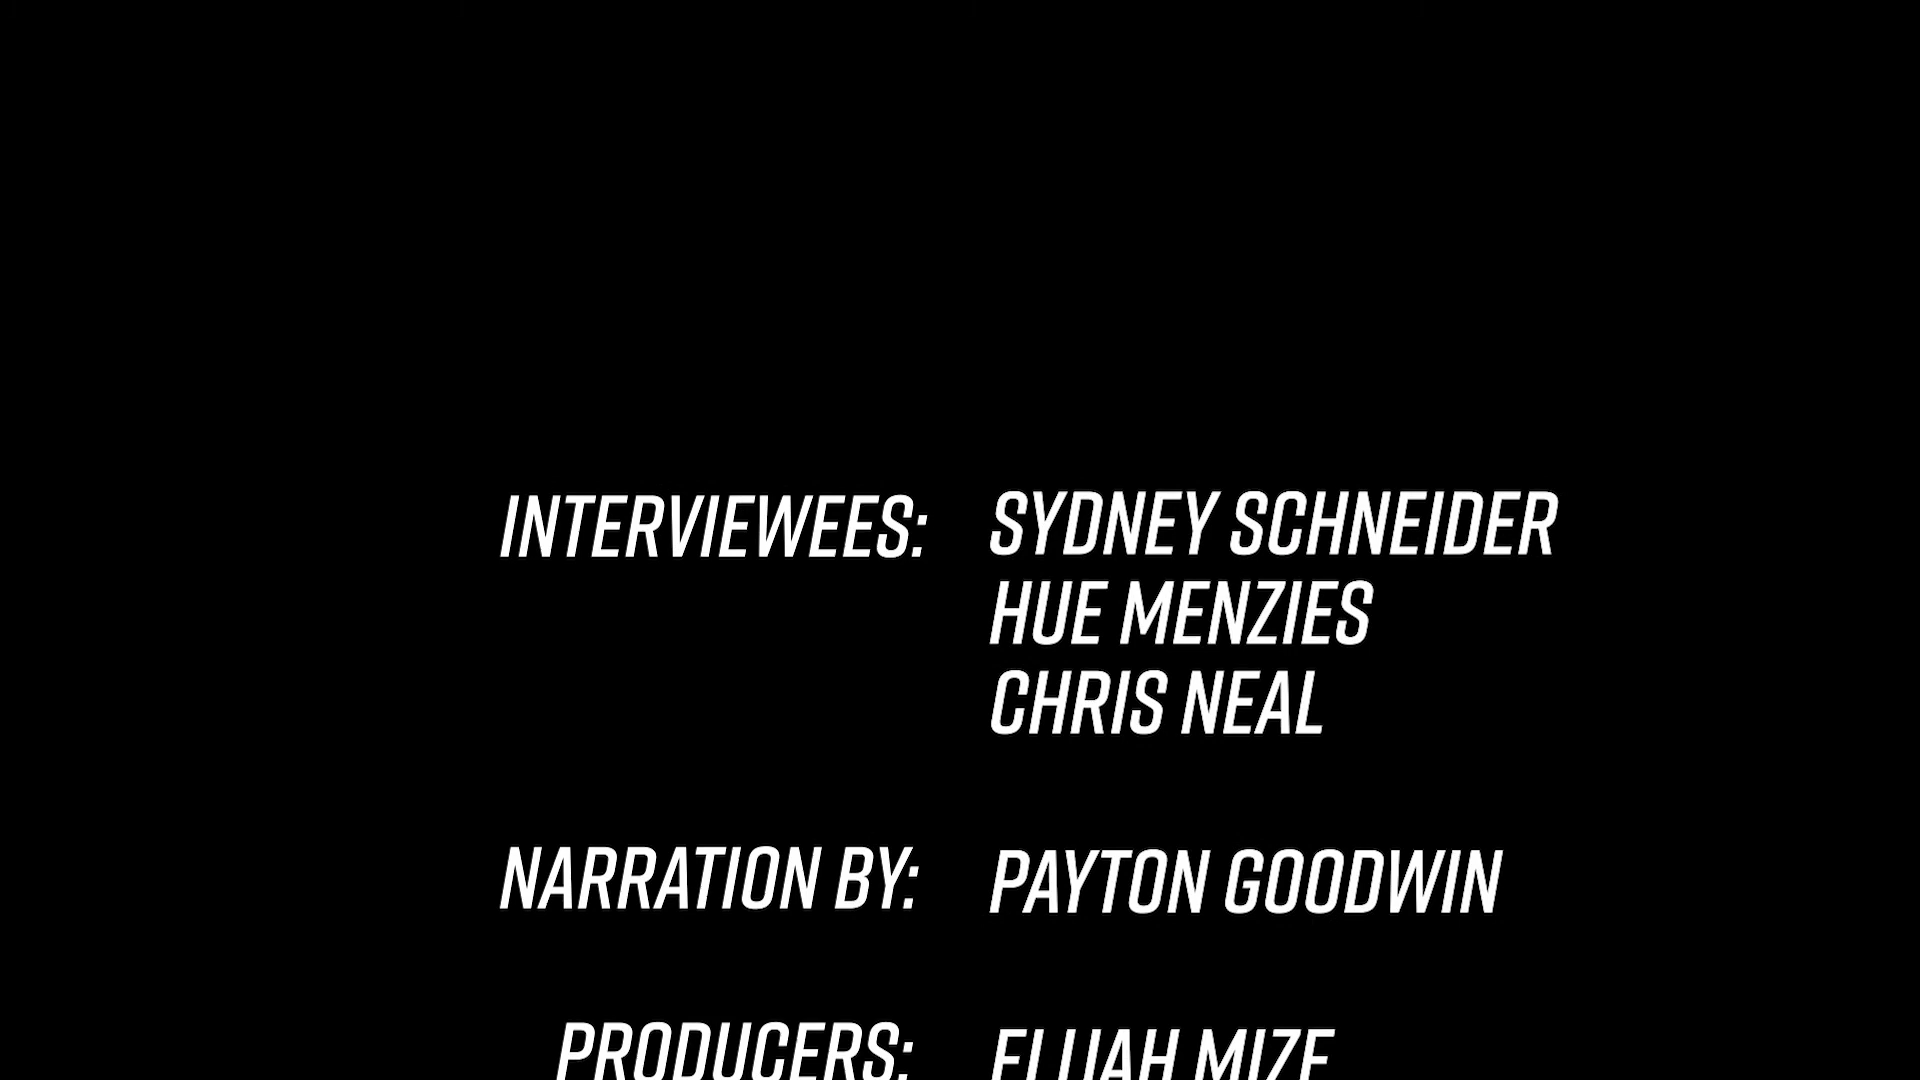 INTERVIEWEES: SYDNEY SCHNEIDER
HUE MENZIES
CHRIS NEAL
NARRATION BY: PAYTON GOODWIN
PRODUCERS: ELIJAH MIZE